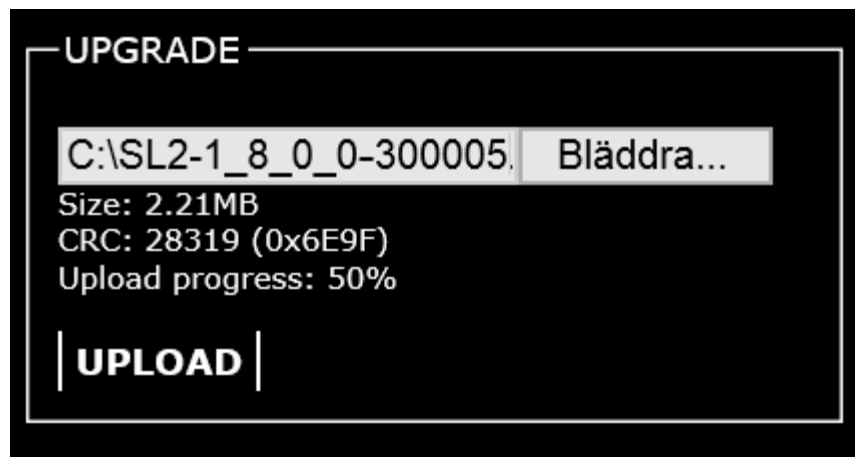 UPGRADE
C:\SL2-1_8_0_0-300005. Bläddra...
Size: 2.21MB
CRC: 28319 (0x6E9F)
Upload progress: 50%
UPLOAD